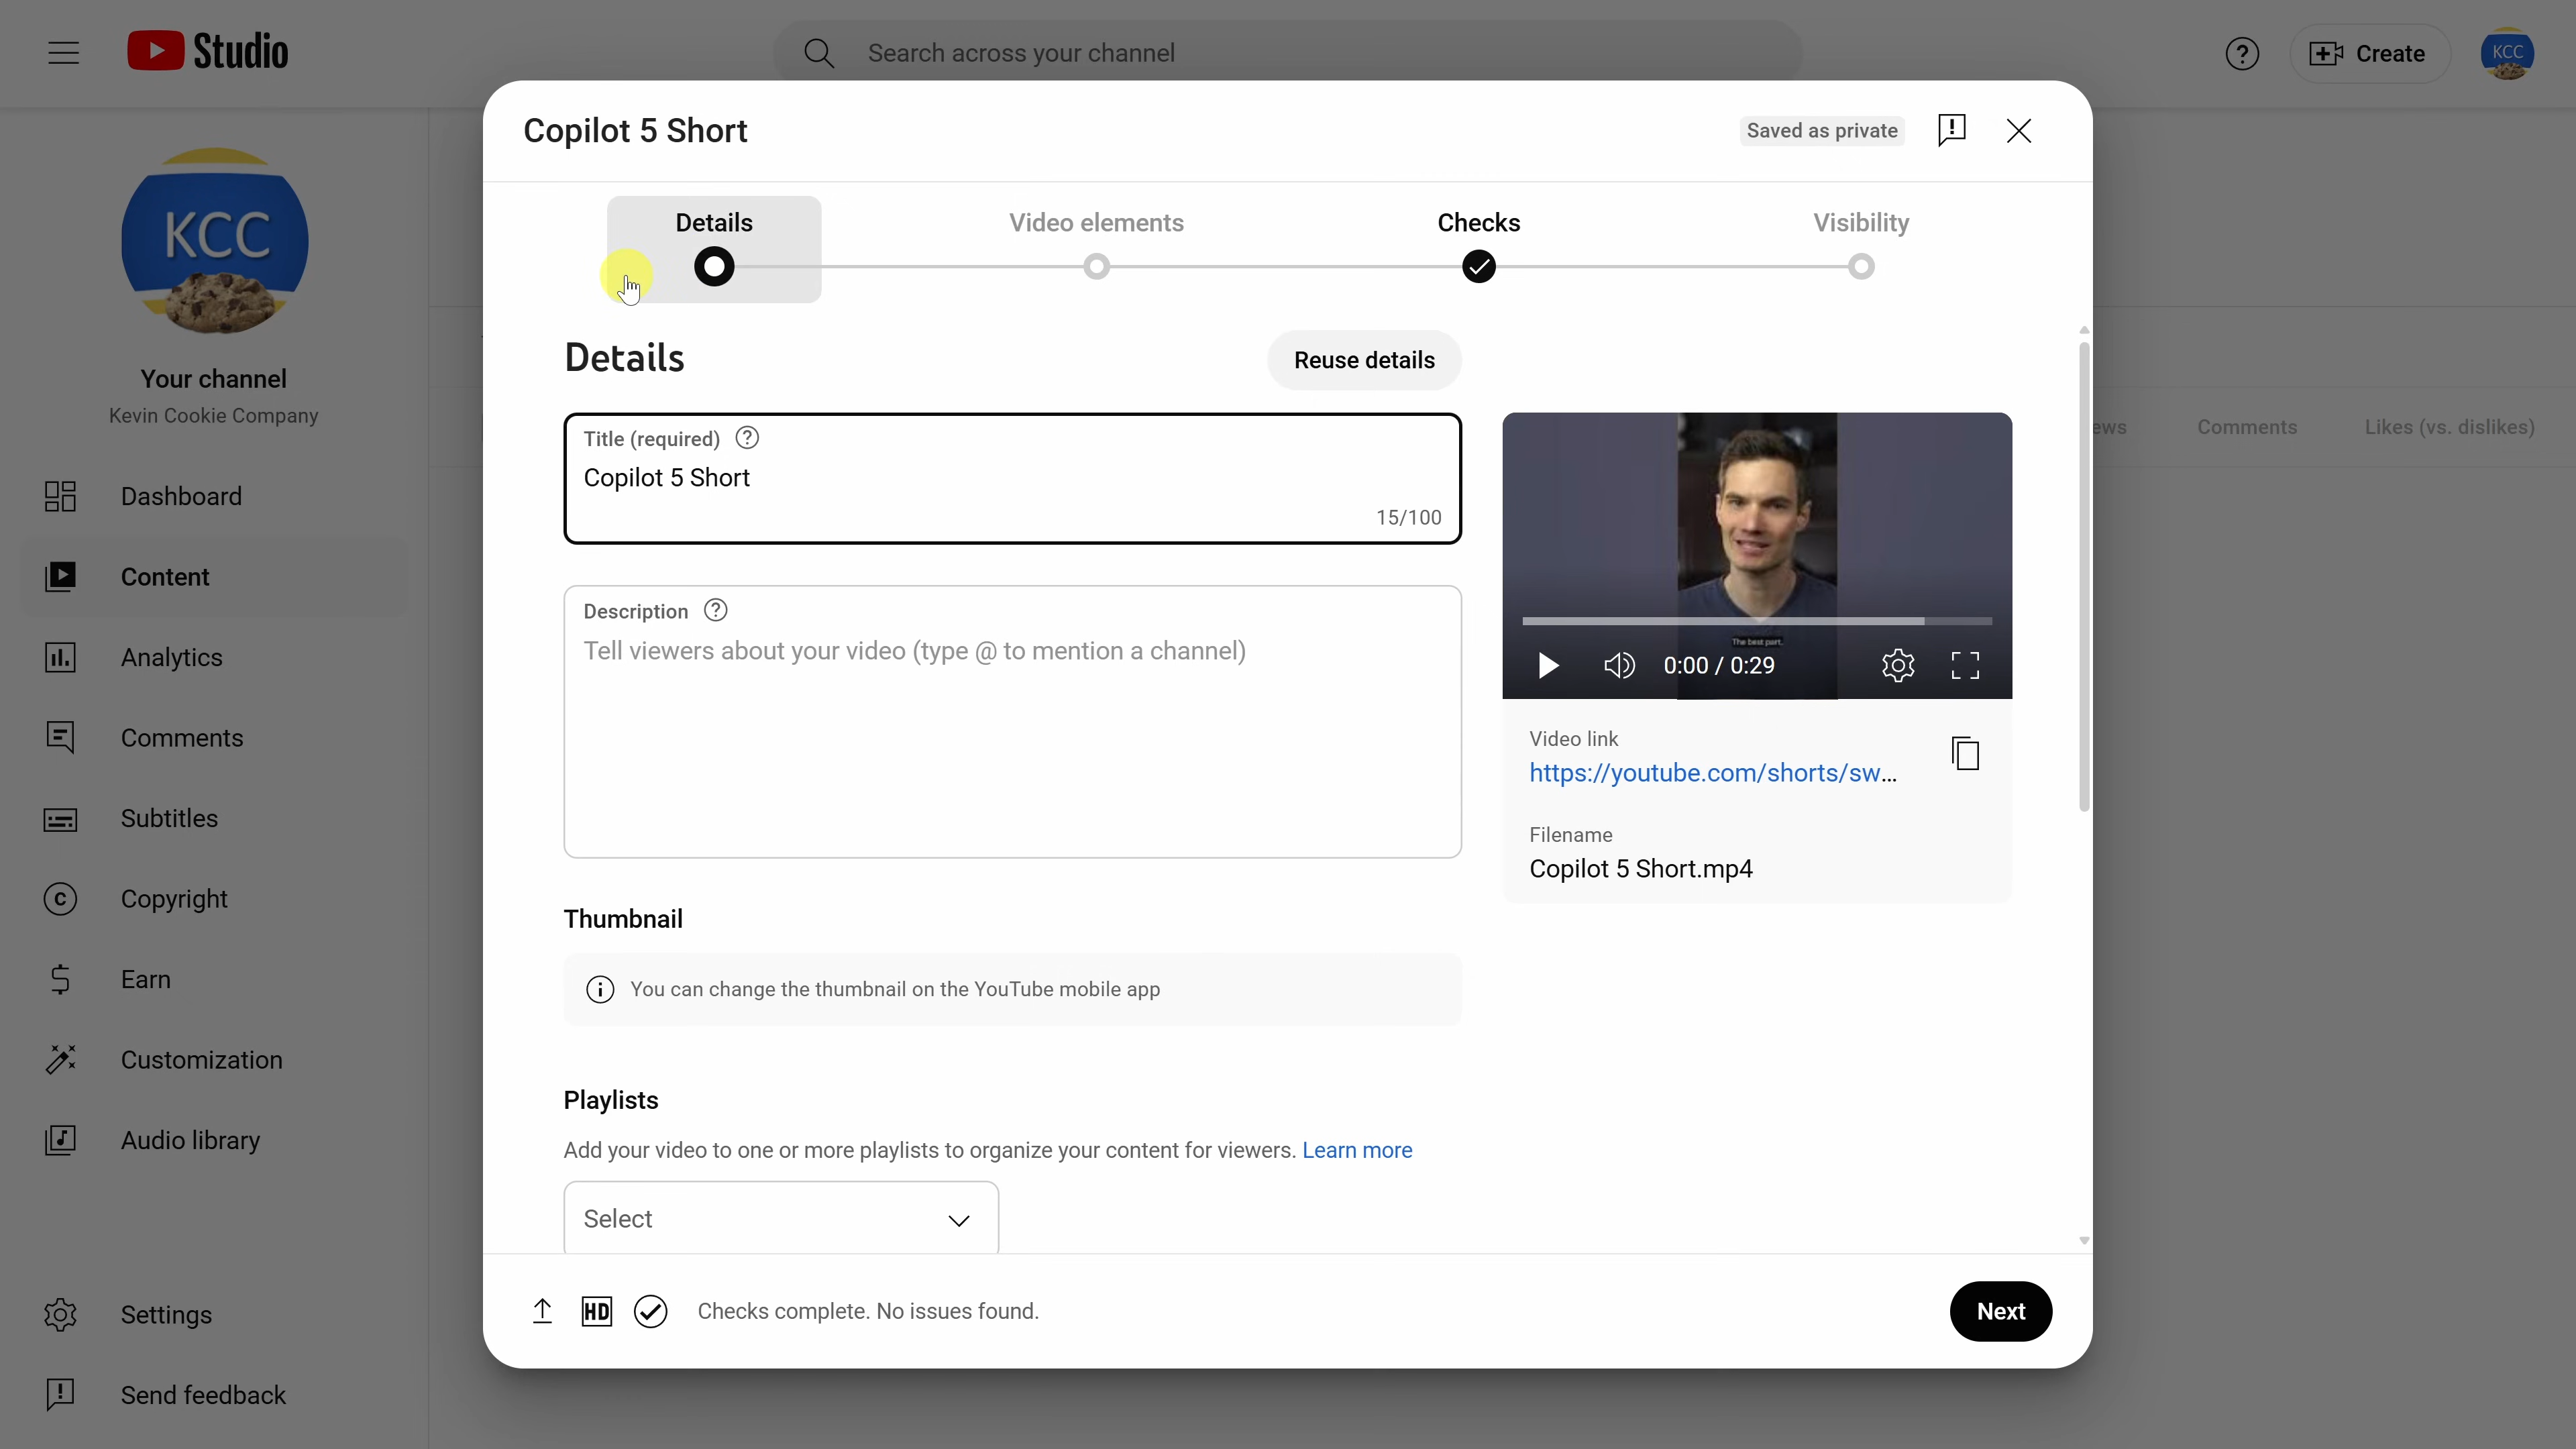 Studio
Search across your channel
Create
KCC
Copilot 5 Short
Saved as private
Details
Video elements
Checks
Visibility
KCC
Your channel
Kevin Cookie Company
Dashboard
Content
Analytics
Comments
Subtitles
Copyright
Earn
Customization
Audio library
Settings
Send feedback
Details
Reuse details
Title (required)
Copilot 5 Short
15/100
Description
Tell viewers about your video (type @ to mention a channel)
The best part.
0:00 / 0:29
Video link
https://youtube.com/shorts/sw...
Filename
Copilot 5 Short.mp4
Thumbnail
You can change the thumbnail on the YouTube mobile app
Playlists
Add your video to one or more playlists to organize your content for viewers. Learn more
Select
HD
Checks complete. No issues found.
Next
ews
Comments
Likes (vs. dislikes)